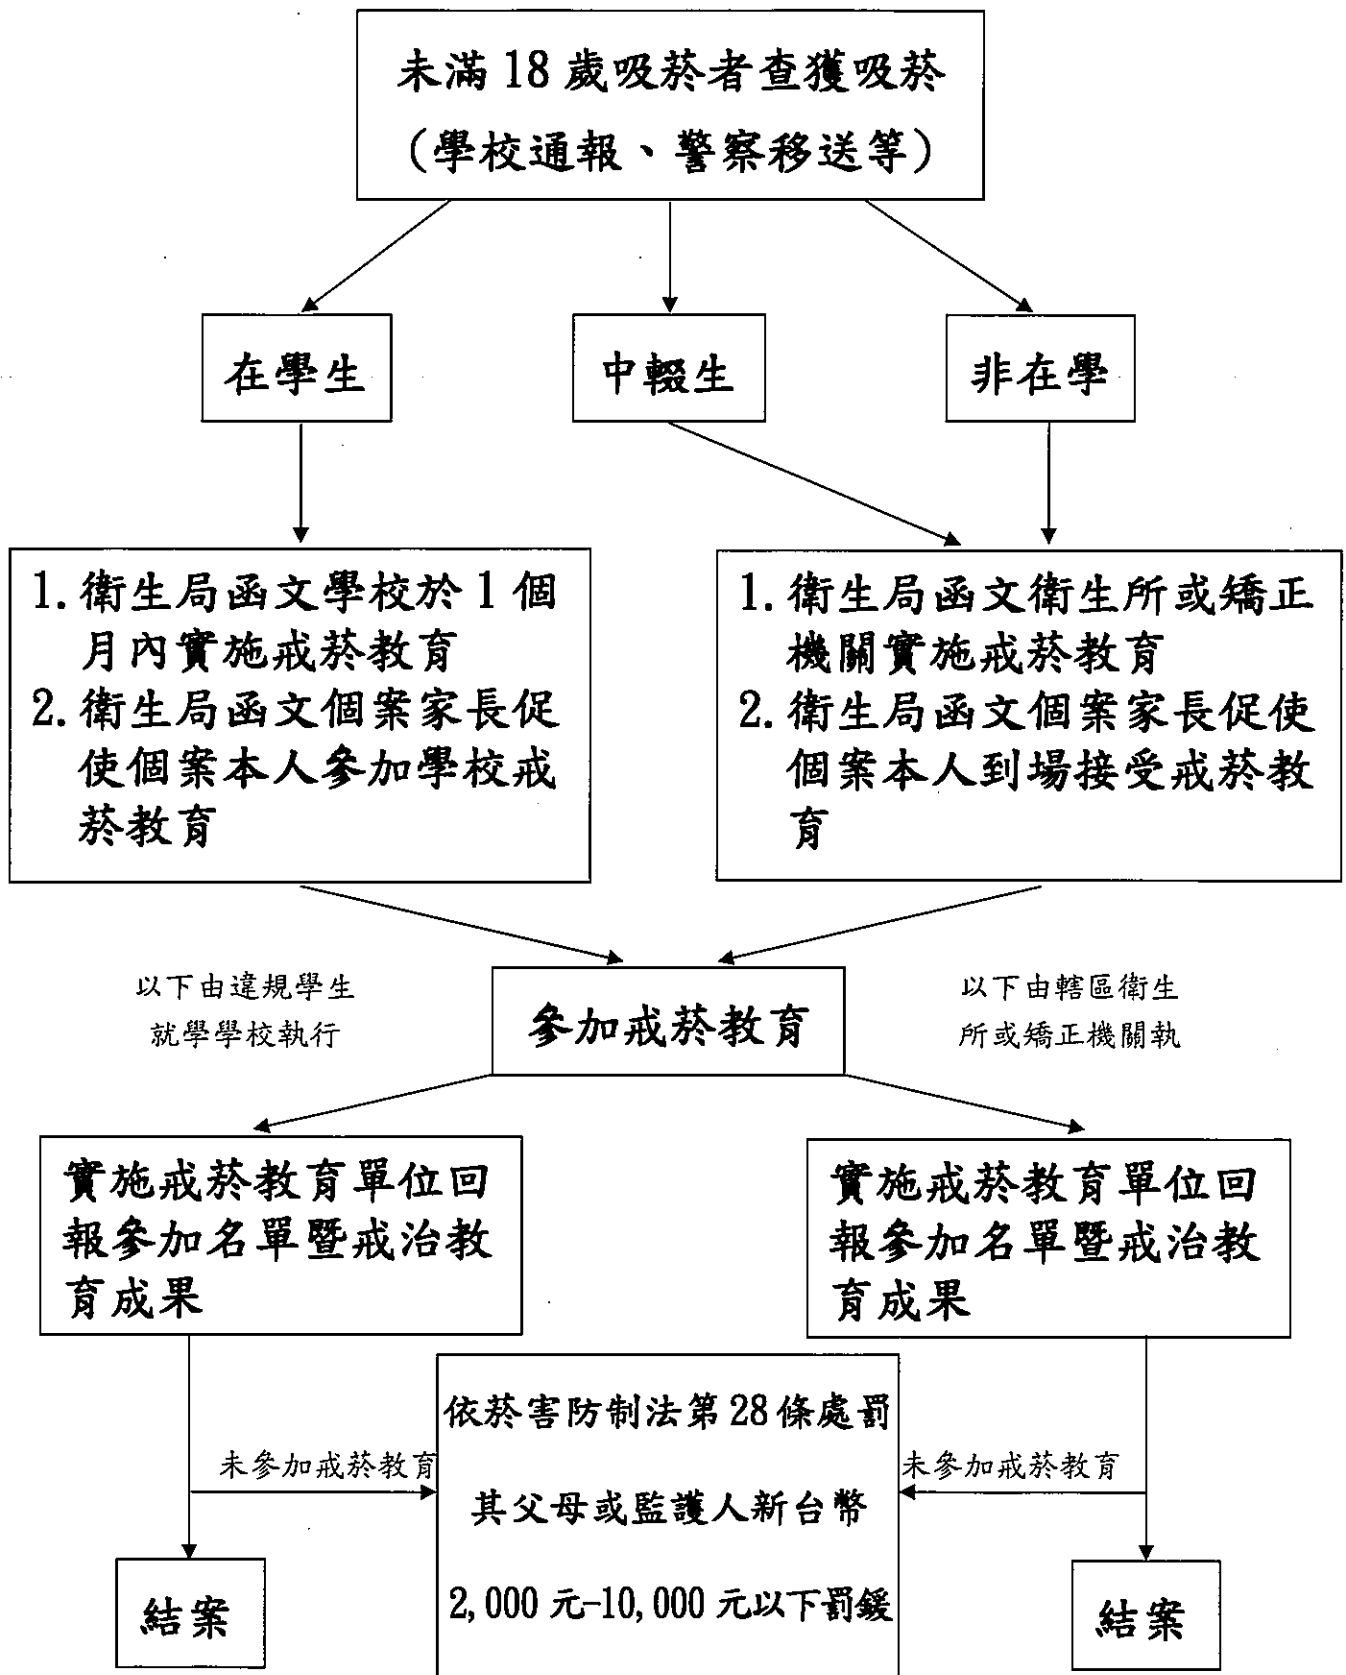 未滿 18 歲吸菸者查獲吸菸
(學校通報、警察移送等)
在學生
中輟生
非在學
1. 衛生局函文學校於 1 個
月內實施戒菸教育
2. 衛生局函文個案家長促
使個案本人參加學校戒
菸教育
1. 衛生局函文衛生所或矯正
機關實施戒菸教育
2. 衛生局函文個案家長促使
個案本人到場接受戒菸教
育
以下由違規學生
就學學校執行
參加戒菸教育
以下由轄區衛生
所或矯正機關執
實施戒菸教育單位回
報參加名單暨戒治教
育成果
實施戒菸教育單位回
報參加名單暨戒治教
育成果
未參加戒菸教育
依菸害防制法第 28 條處罰
其父母或監護人新台幣
2,000 元-10,000 元以下罰鍰
未參加戒菸教育
結案
結案